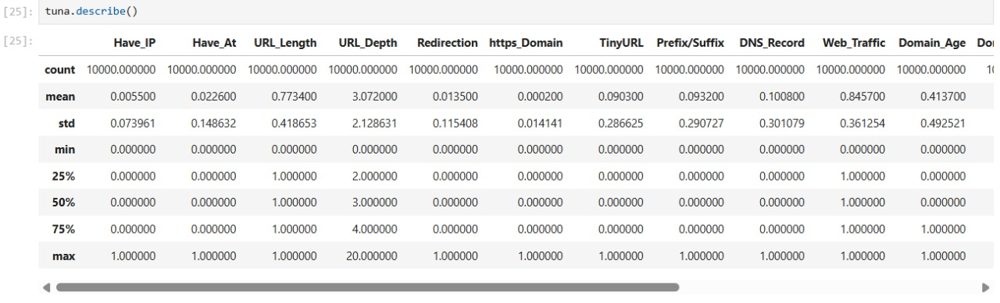 [25]: tuna.describe()
[25]: Have_IP Have_At URL_Length URL_Depth Redirection https_Domain TinyURL Prefix/Suffix DNS_Record Web_Traffic Domain_Age Do
count 10000.000000 10000.000000 10000.000000 10000.000000 10000.000000 10000.000000 10000.000000 10000.000000 10000.000000 10000.000000 10000.000000 1
mean 0.005500 0.022600 0.773400 3.072000 0.013500 0.000200 0.090300 0.093200 0.100800 0.845700 0.413700
std 0.073961 0.148632 0.418653 2.128631 0.115408 0.014141 0.286625 0.290727 0.301079 0.361254 0.492521
min 0.000000 0.000000 0.000000 0.000000 0.000000 0.000000 0.000000 0.000000 0.000000 0.000000 0.000000
25% 0.000000 0.000000 1.000000 2.000000 0.000000 0.000000 0.000000 0.000000 0.000000 1.000000 0.000000
50% 0.000000 0.000000 1.000000 3.000000 0.000000 0.000000 0.000000 0.000000 0.000000 1.000000 0.000000
75% 0.000000 0.000000 1.000000 4.000000 0.000000 0.000000 0.000000 0.000000 0.000000 1.000000 1.000000
max 1.000000 1.000000 1.000000 20.000000 1.000000 1.000000 1.000000 1.000000 1.000000 1.000000 1.000000